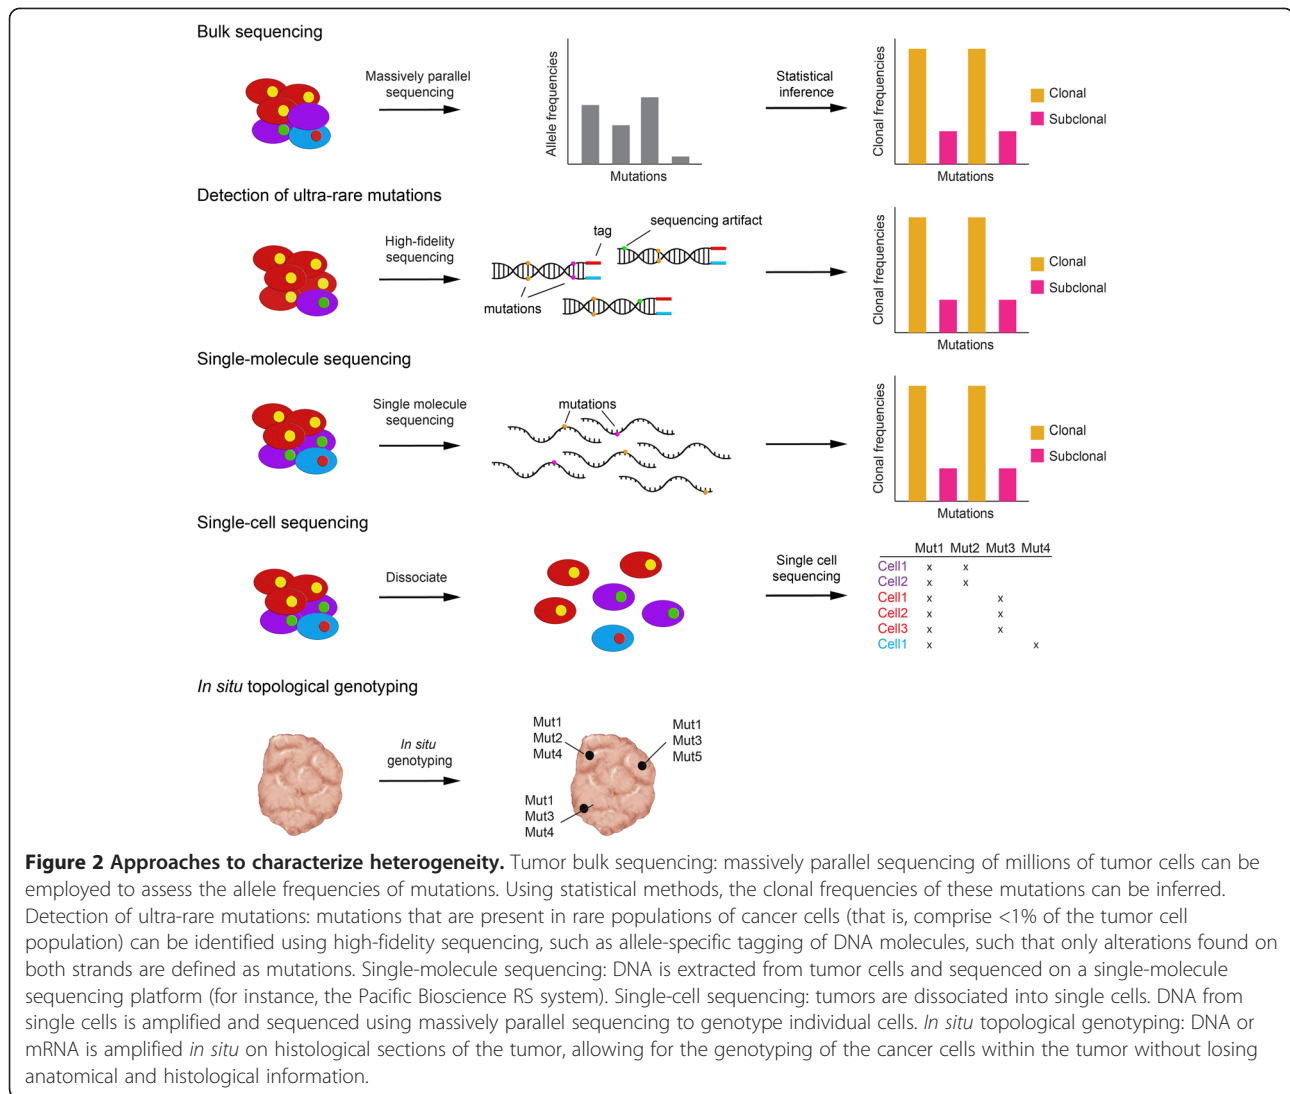 Bulk sequencing
Massively parallel
sequencing
Allele frequencies
Mutations
Statistical
inference
Clonal frequencies
Mutations
Clonal
Subclonal
Detection of ultra-rare mutations
High-fidelity
sequencing
tag
sequencing artifact
mutations
Clonal frequencies
Mutations
Clonal
Subclonal
Single-molecule sequencing
Single molecule
sequencing
mutations
Clonal frequencies
Mutations
Clonal
Subclonal
Single-cell sequencing
Dissociate
Single cell
sequencing
Mut1 Mut2 Mut3 Mut4
Cell1 x x
Cell2 x x
Cell1 x x
Cell2 x x
Cell3 x x
Cell1 x x
In situ topological genotyping
In situ
genotyping
Mut1
Mut2
Mut4
Mut1
Mut3
Mut5
Mut1
Mut3
Mut4
Figure 2 Approaches to characterize heterogeneity. Tumor bulk sequencing: massively parallel sequencing of millions of tumor cells can be
employed to assess the allele frequencies of mutations. Using statistical methods, the clonal frequencies of these mutations can be inferred.
Detection of ultra-rare mutations: mutations that are present in rare populations of cancer cells (that is, comprise <1% of the tumor cell
population) can be identified using high-fidelity sequencing, such as allele-specific tagging of DNA molecules, such that only alterations found on
both strands are defined as mutations. Single-molecule sequencing: DNA is extracted from tumor cells and sequenced on a single-molecule
sequencing platform (for instance, the Pacific Bioscience RS system). Single-cell sequencing: tumors are dissociated into single cells. DNA from
single cells is amplified and sequenced using massively parallel sequencing to genotype individual cells. In situ topological genotyping: DNA or
mRNA is amplified in situ on histological sections of the tumor, allowing for the genotyping of the cancer cells within the tumor without losing
anatomical and histological information.